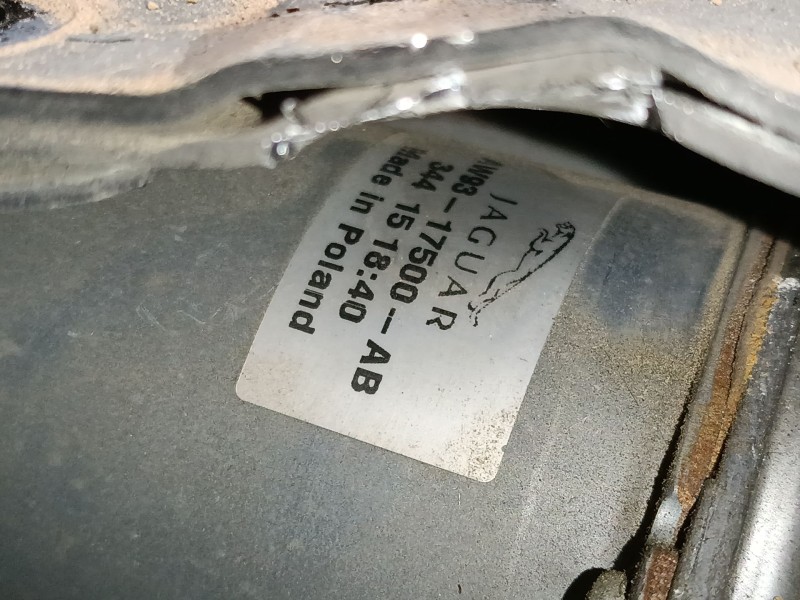 JAGUAR
AW93-17500-AB
344 15 18:40
Made in Poland